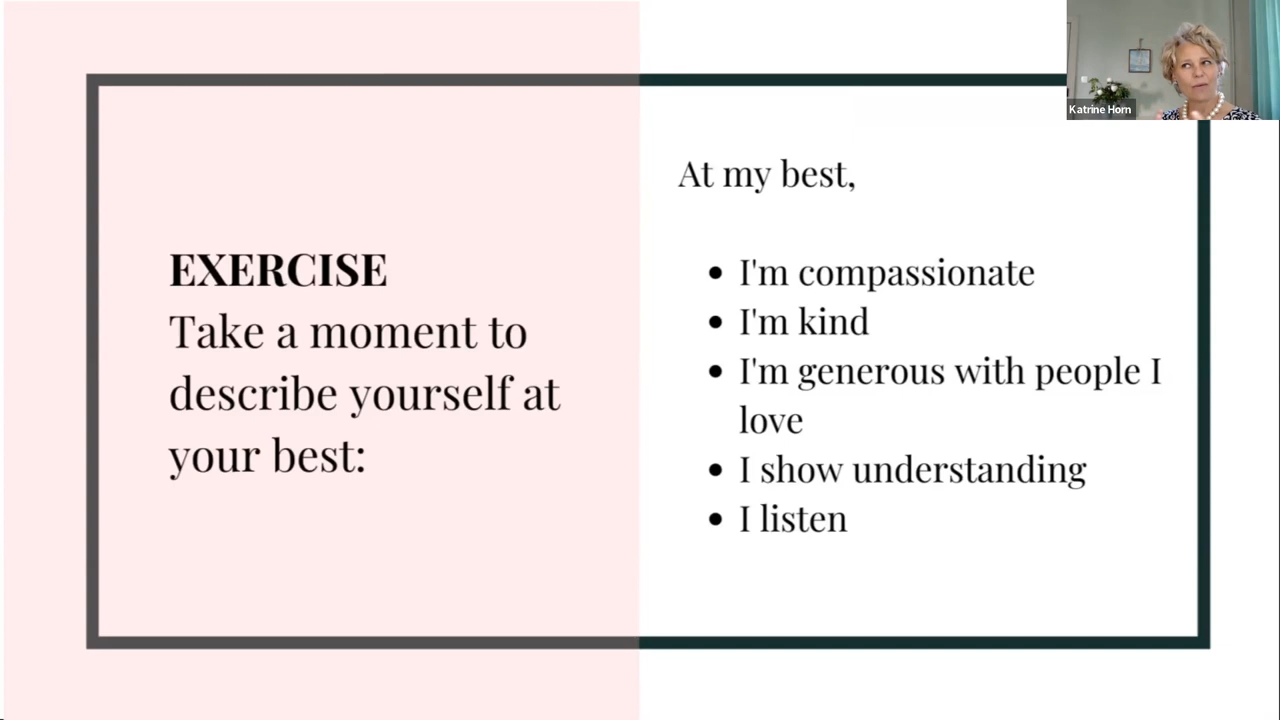 EXERCISE
Take a moment to
describe yourself at
your best:
At my best,
• I'm compassionate
• I'm kind
• I'm generous with people I
love
• I show understanding
• I listen
Katrine Horn